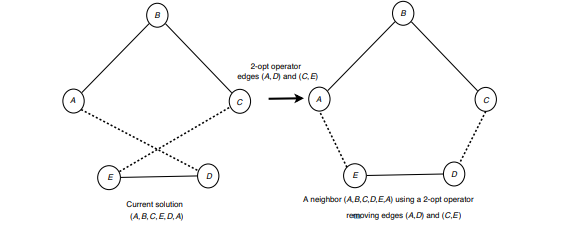 B
B
2-opt operator
edges (A,D) and (C,E)
A
C
A
C
E
D
E
D
Current solution
(A,B,C,E,D,A)
A neighbor (A,B,C,D,E,A) using a 2-opt operator
removing edges (A,D) and (C,E)